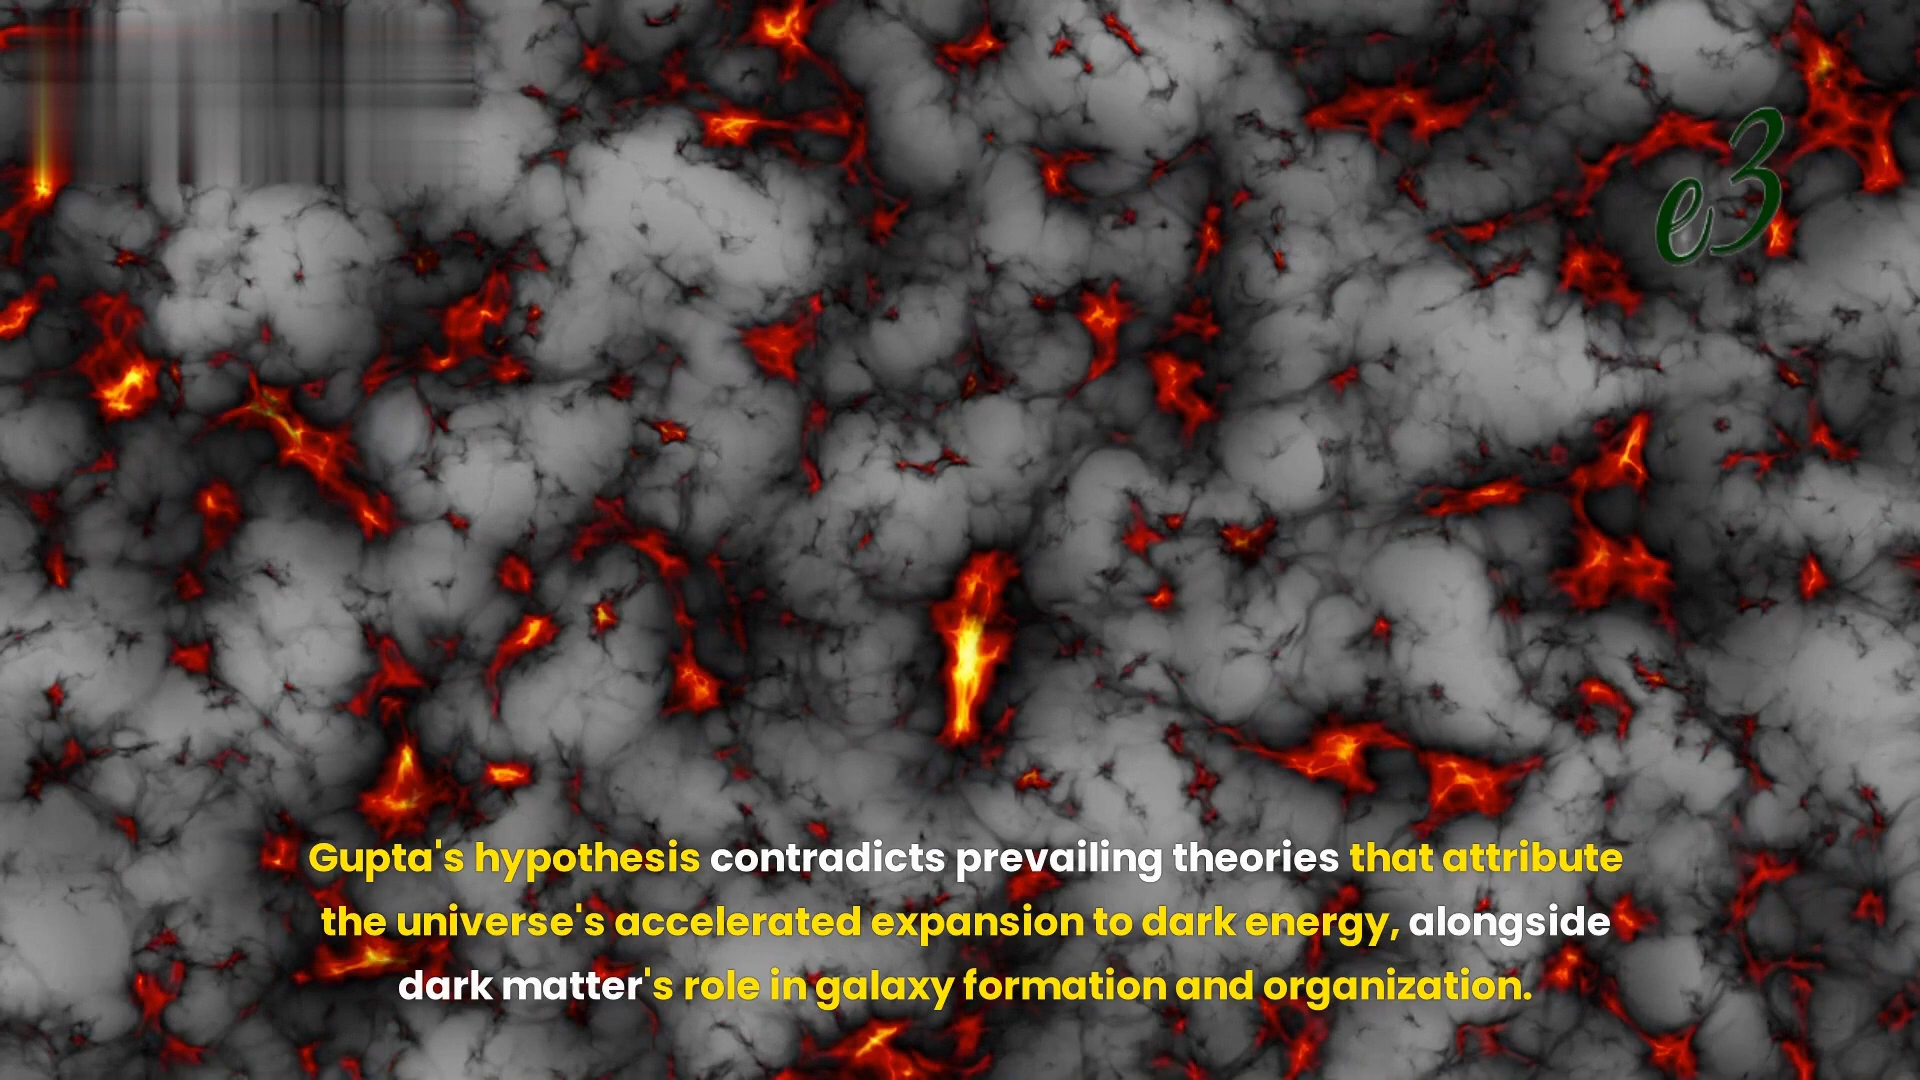 e3
Gupta's hypothesis contradicts prevailing theories that attribute
the universe's accelerated expansion to dark energy, alongside
dark matter's role in galaxy formation and organization.